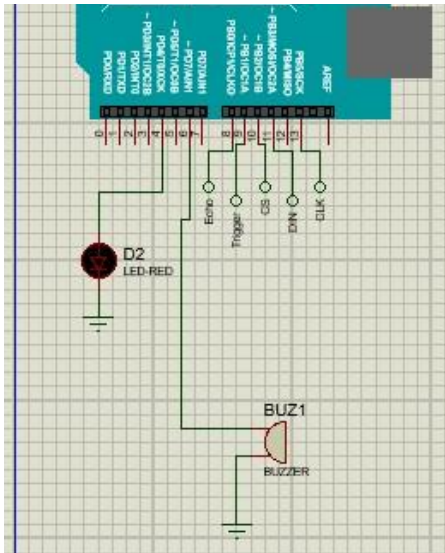 PD0/RXD
PD1/TXD
PD2/INT0
~ PD3/INT1/OC2B
PD4/T0/XCK
~ PD5/T1/OC0B
PD7/AIN1
PB0/ICP1/CLKO
~ PB1/OC1A
~ PB2/OC1B
~ PB3/MOSI/OC2A
PB4/MISO
PB5/SCK
AREF
0
1
2
3
4
5
6
7
8
9
10
11
12
13
Echo
Trigger
CS
DIN
CLK
D2
LED-RED
BUZ1
BUZZER